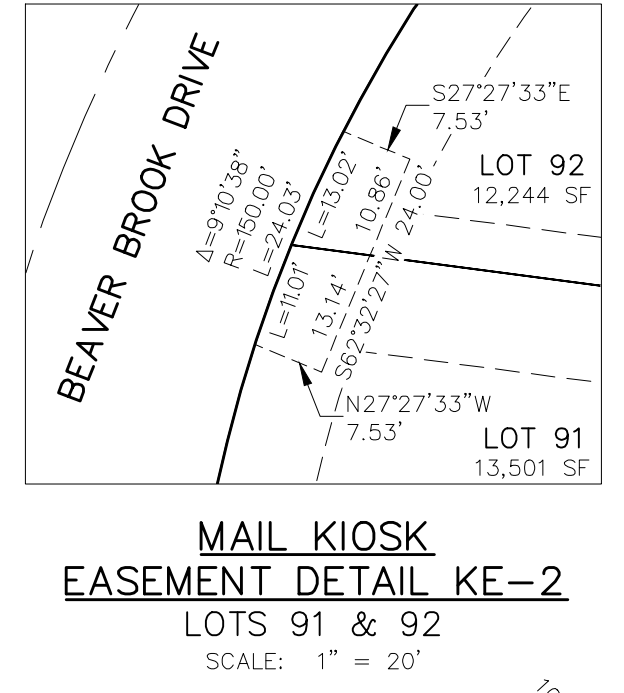 BEAVER BROOK DRIVE
Δ=9°10'38"
R=150.00'
L=24.03'
L=13.02'
10.86'
S27°27'33"E
7.53'
LOT 92
12,244 SF
L=11.01'
13.14'
S62°32'27"W 24.00'
N27°27'33"W
7.53'
LOT 91
13,501 SF
MAIL KIOSK
EASEMENT DETAIL KE-2
LOTS 91 & 92
SCALE: 1" = 20'